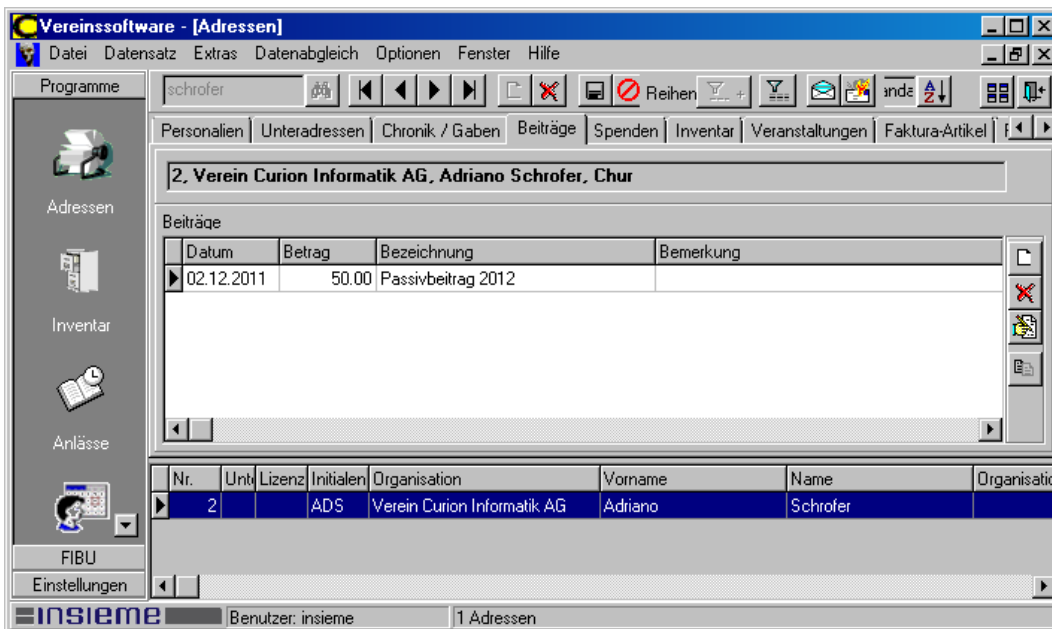 Vereinssoftware - [Adressen]
Datei Datensatz Extras Datenabgleich Optionen Fenster Hilfe
Programme
schrofer
Reihen
Personalien Unteradressen Chronik / Gaben Beiträge Spenden Inventar Veranstaltungen Faktura-Artikel
2, Verein Curion Informatik AG, Adriano Schrofer, Chur
Adressen
Beiträge
Datum Betrag Bezeichnung Bemerkung
02.12.2011 50.00 Passivbeitrag 2012
Inventar
Anlässe
Nr. Unte Lizenz Initialen Organisation Vorname Name Organisatio
2 ADS Verein Curion Informatik AG Adriano Schrofer
FIBU
Einstellungen
INSIEME Benutzer: insieme 1 Adressen